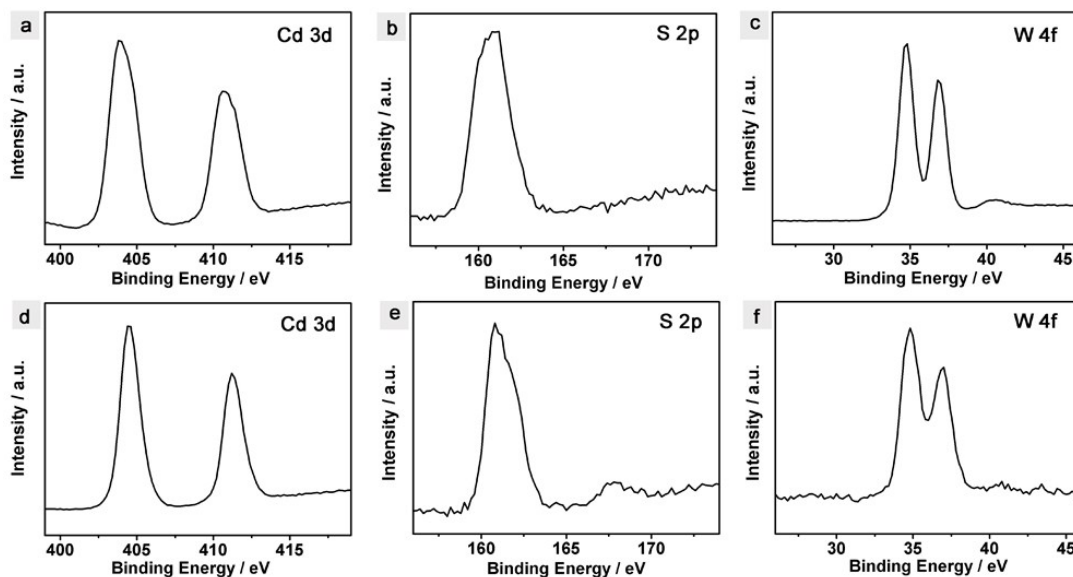 a
Cd 3d
Intensity / a.u.
400 405 410 415
Binding Energy / eV
b
S 2p
Intensity / a.u.
160 165 170
Binding Energy / eV
c
W 4f
Intensity / a.u.
30 35 40 45
Binding Energy / eV
d
Cd 3d
Intensity / a.u.
400 405 410 415
Binding Energy / eV
e
S 2p
Intensity / a.u.
160 165 170
Binding Energy / eV
f
W 4f
Intensity / a.u.
30 35 40 45
Binding Energy / eV